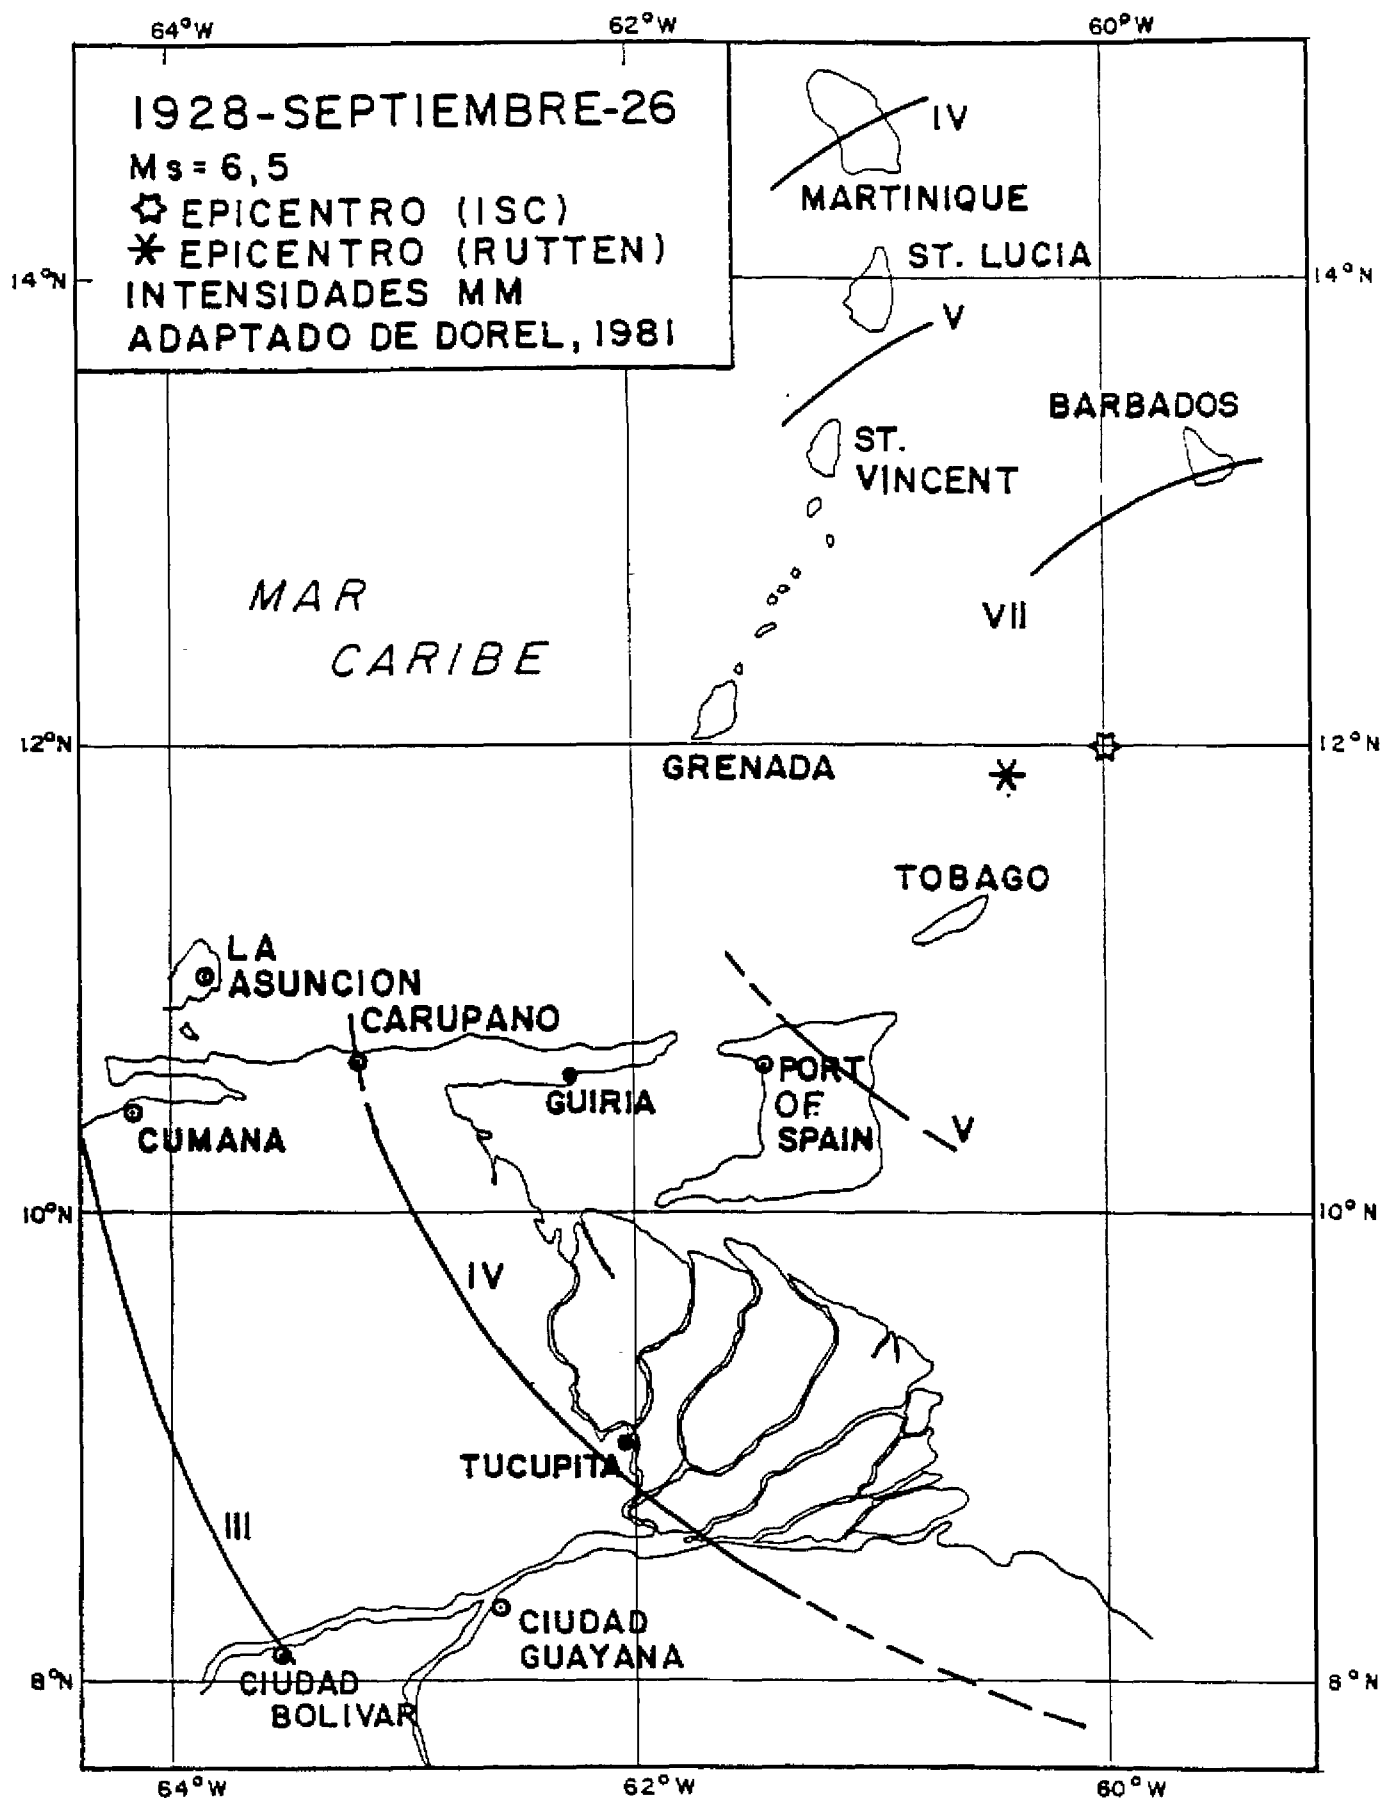 64°W 62°W 60°W
1928-SEPTIEMBRE-26
Ms=6,5
EPICENTRO (ISC)
EPICENTRO (RUTTEN)
INTENSIDADES MM
ADAPTADO DE DOREL, 1981
IV
MARTINIQUE
ST. LUCIA
14°N 14°N
V
BARBADOS
ST.
VINCENT
MAR
CARIBE
VII
12°N 12°N
GRENADA
TOBAGO
LA
ASUNCION
CARUPANO
PORT
OF
SPAIN
GUIRIA
CUMANA
V
10°N 10°N
IV
TUCUPITA
III
CIUDAD
GUAYANA
8°N 8°N
CIUDAD
BOLIVAR
64°W 62°W 60°W